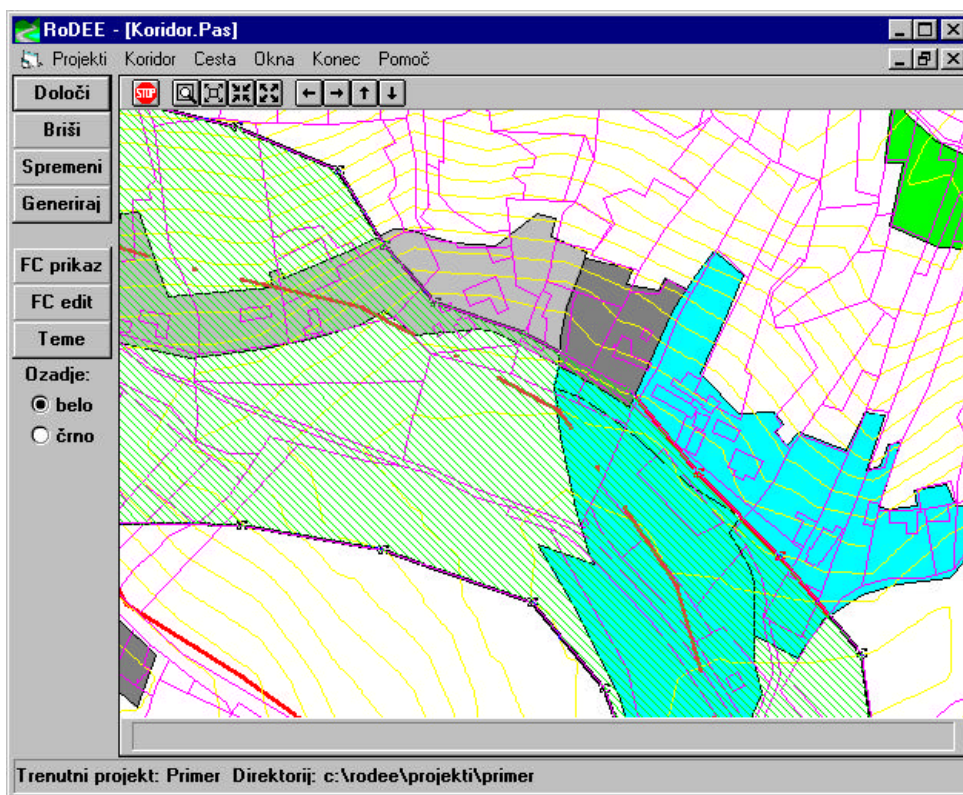 RoDEE - [Koridor.Pas]
Projekti Koridor Cesta Okna Konec Pomoč
Določi
STOP
Briši
Spremeni
Generiraj
FC prikaz
FC edit
Teme
Ozadje:
belo
črno
Trenutni projekt: Primer Direktorij: c:\rodee\projekti\primer